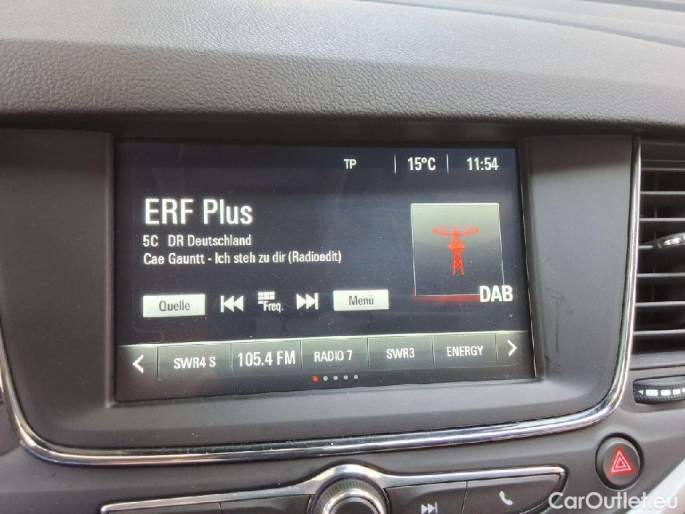 TP 15°C 11:54
ERF Plus
5C DR Deutschland
Cae Gauntt - Ich steh zu dir (Radioedit)
DAB
Quelle Freq. Menü
SWR4 S 105.4 FM RADIO 7 SWR3 ENERGY
CarOutlet.eu